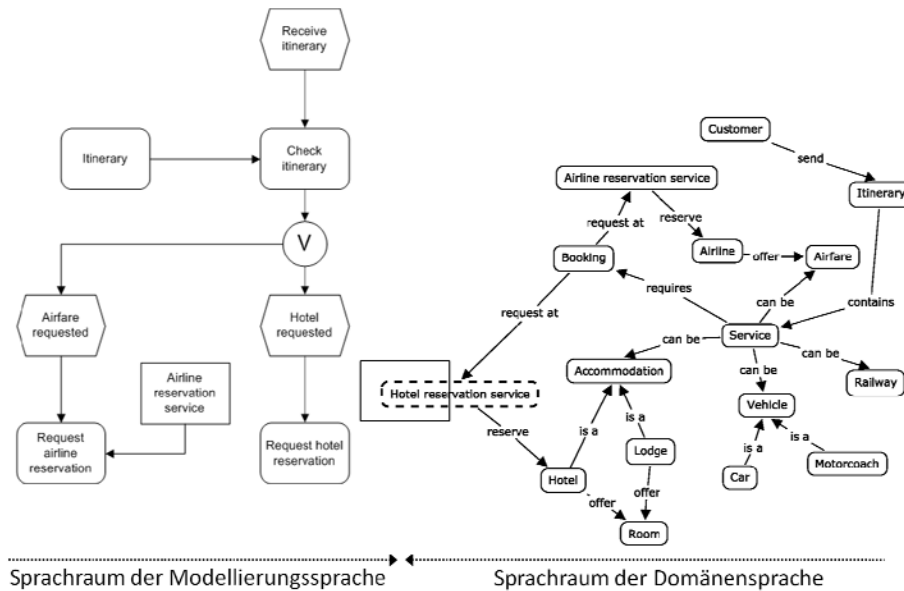 Receive
itinerary
Itinerary
Check
itinerary
V
Airfare
requested
Hotel
requested
Airline
reservation
service
Request
airline
reservation
Request hotel
reservation
Customer
send
Airline reservation service
Itinerary
request at
reserve
Booking
Airline
offer
Airfare
requires
can be
contains
request at
Service
can be
can be
can be
Accommodation
Railway
Hotel reservation service
Vehicle
reserve
is a
is a
is a
is a
Lodge
Motorcoach
Hotel
Car
offer
offer
Room
Sprachraum der Modellierungssprache
Sprachraum der Domänensprache